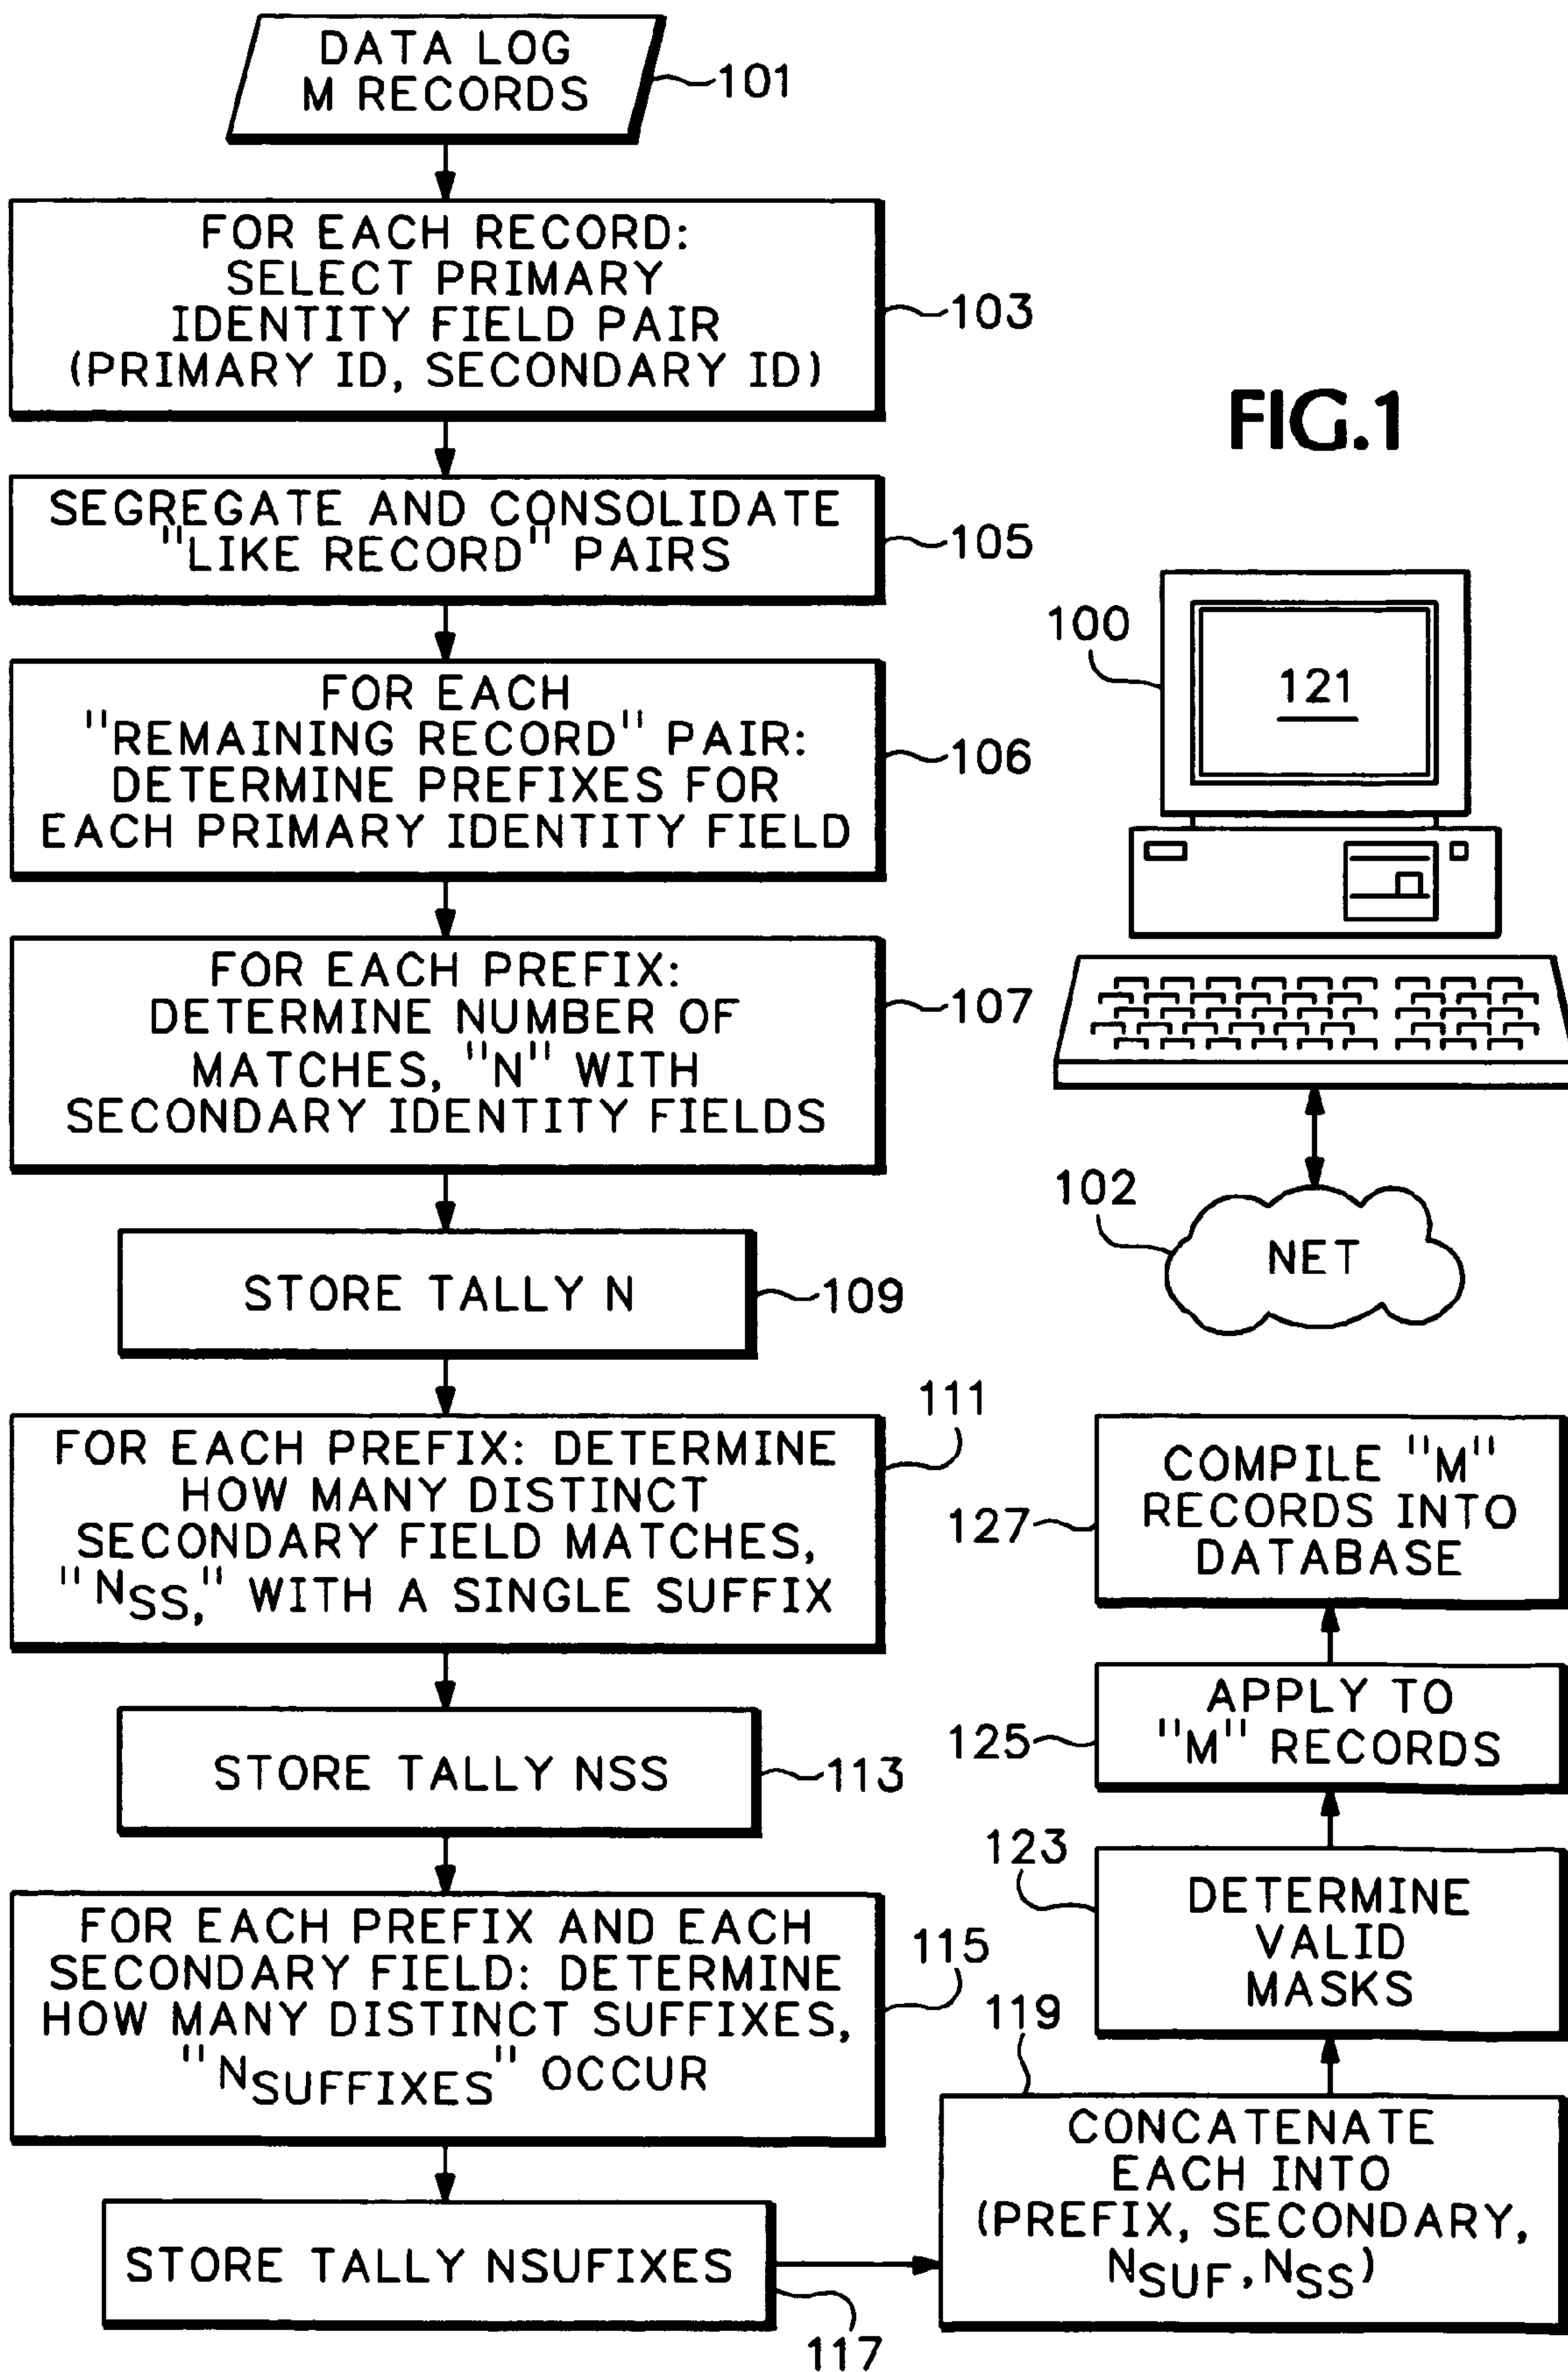 DATA LOG
M RECORDS
101
FOR EACH RECORD:
SELECT PRIMARY
IDENTITY FIELD PAIR
(PRIMARY ID, SECONDARY ID)
103
SEGREGATE AND CONSOLIDATE
"LIKE RECORD" PAIRS
105
FOR EACH
"REMAINING RECORD" PAIR:
DETERMINE PREFIXES FOR
EACH PRIMARY IDENTITY FIELD
106
FOR EACH PREFIX:
DETERMINE NUMBER OF
MATCHES, "N" WITH
SECONDARY IDENTITY FIELDS
107
STORE TALLY N
109
FOR EACH PREFIX: DETERMINE
HOW MANY DISTINCT
SECONDARY FIELD MATCHES,
"NSS," WITH A SINGLE SUFFIX
111
STORE TALLY NSS
113
FOR EACH PREFIX AND EACH
SECONDARY FIELD: DETERMINE
HOW MANY DISTINCT SUFFIXES,
"NSUFFIXES" OCCUR
115
STORE TALLY NSUFIXES
117
FIG.1
100
121
102
NET
COMPILE "M"
RECORDS INTO
DATABASE
127
APPLY TO
"M" RECORDS
125
123
DETERMINE
VALID
MASKS
119
CONCATENATE
EACH INTO
(PREFIX, SECONDARY,
NSUF, NSS)